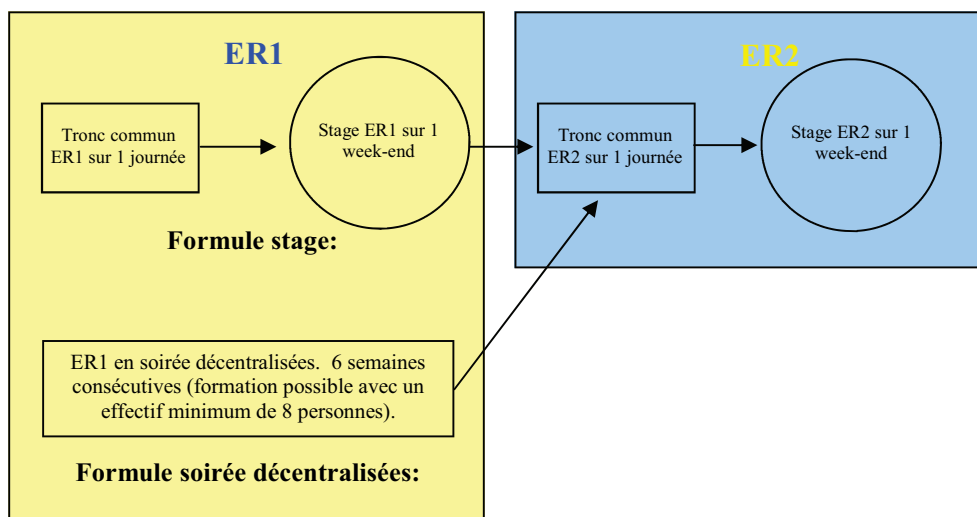 ER1
Tronc commun
ER1 sur 1 journée
Stage ER1 sur 1
week-end
Formule stage:
ER1 en soirée décentralisées.  6 semaines
consécutives (formation possible avec un
effectif minimum de 8 personnes).
Formule soirée décentralisées:
ER2
Tronc commun
ER2 sur 1 journée
Stage ER2 sur 1
week-end